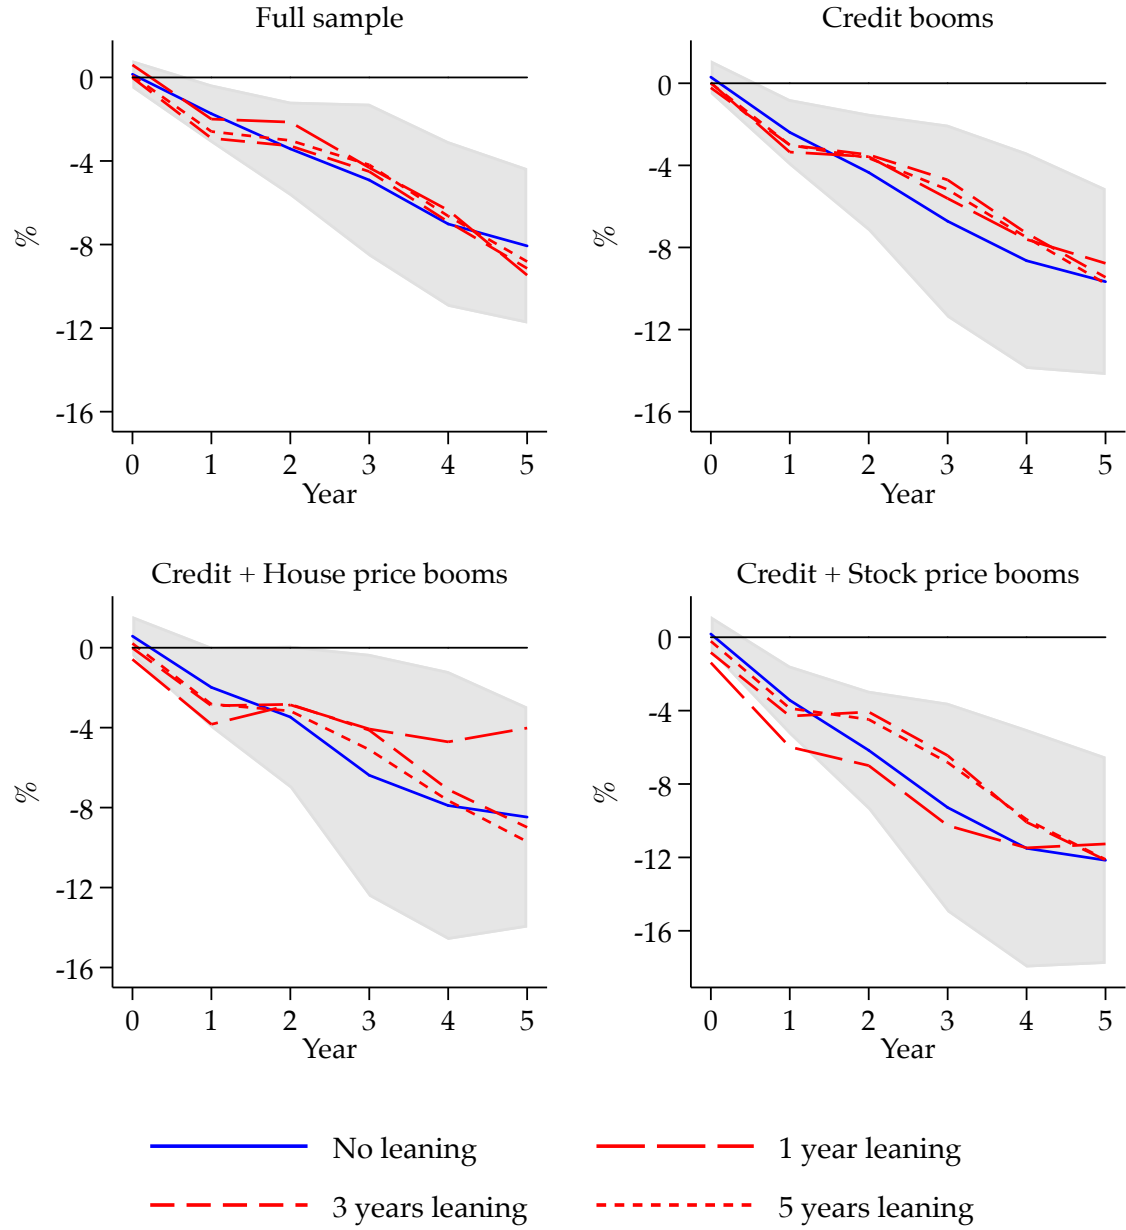 Full sample
0
-4
-8
-12
-16
%
0 1 2 3 4 5
Year
Credit booms
0
-4
-8
-12
-16
%
0 1 2 3 4 5
Year
Credit + House price booms
0
-4
-8
-12
-16
%
0 1 2 3 4 5
Year
Credit + Stock price booms
0
-4
-8
-12
-16
%
0 1 2 3 4 5
Year
No leaning
1 year leaning
3 years leaning
5 years leaning